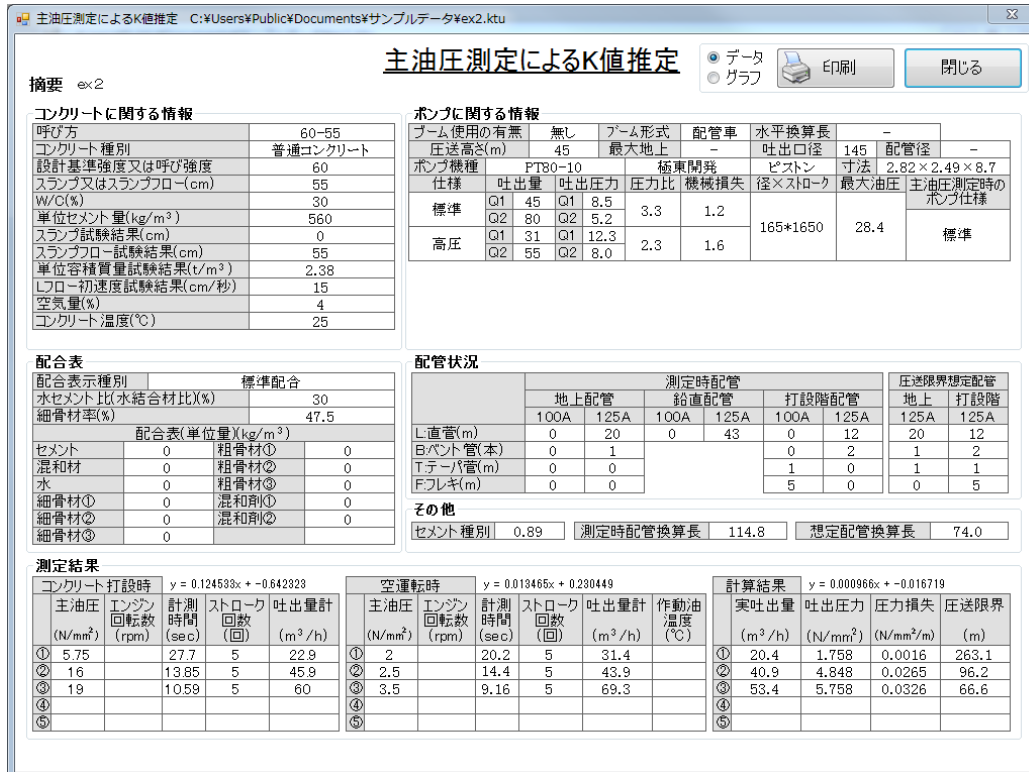 主油圧測定によるK値推定 C:¥Users¥Public¥Documents¥サンプルデータ¥ex2.ktu
主油圧測定によるK値推定
データ
グラフ
印刷
閉じる
摘要 ex2
コンクリートに関する情報
呼び方 60-55
コンクリート種別 普通コンクリート
設計基準強度又は呼び強度 60
スランプ又はスランプフロー(cm) 55
W/C(%) 30
単位セメント量(kg/m³) 560
スランプ試験結果(cm) 0
スランプフロー試験結果(cm) 55
単位容積質量試験結果(t/m³) 2.38
Lフロー初速度試験結果(cm/秒) 15
空気量(%) 4
コンクリート温度(℃) 25
ポンプに関する情報
ブーム使用の有無 無し ブーム形式 配管車 水平換算長 -
圧送高さ(m) 45 最大地上 - 吐出口径 145 配管径 -
ポンプ機種 PT80-10 極東開発 ピストン 寸法 2.82×2.49×8.7
仕様 吐出量 吐出圧力 圧力比 機械損失 径×ストローク 最大油圧 主油圧測定時のポンプ仕様
標準 Q1 45 Q1 8.5 3.3 1.2 165*1650 28.4 標準
Q2 80 Q2 5.2
高圧 Q1 31 Q1 12.3 2.3 1.6
Q2 55 Q2 8.0
配合表
配合表示種別 標準配合
水セメント比(水結合材比)(%) 30
細骨材率(%) 47.5
配合表(単位量)(kg/m³)
セメント 0 粗骨材① 0
混和材 0 粗骨材② 0
水 0 粗骨材③ 0
細骨材① 0 混和剤① 0
細骨材② 0 混和剤② 0
細骨材③ 0
配管状況
測定時配管 圧送限界想定配管
地上配管 鉛直配管 打設階配管 地上 打設階
100A 125A 100A 125A 100A 125A 125A 125A
L:直菅(m) 0 20 0 43 0 12 20 12
B:ベント管(本) 0 1 0 2 1 2
T:テーパ菅(m) 0 0 1 0 1 1
F:フレキ(m) 0 0 5 0 0 5
その他
セメント種別 0.89 測定時配管換算長 114.8 想定配管換算長 74.0
測定結果
コンクリート打設時 y = 0.124533x + -0.642323
主油圧 エンジン回転数 計測時間 ストローク回数 吐出量計
(N/mm²) (rpm) (sec) (回) (m³/h)
① 5.75 27.7 5 22.9
② 16 13.85 5 45.9
③ 19 10.59 5 60
④
⑤
空運転時 y = 0.013465x + 0.230449
主油圧 エンジン回転数 計測時間 ストローク回数 吐出量計 作動油温度
(N/mm²) (rpm) (sec) (回) (m³/h) (℃)
① 2 20.2 5 31.4
② 2.5 14.4 5 43.9
③ 3.5 9.16 5 69.3
④
⑤
計算結果 y = 0.000966x + -0.016719
実吐出量 吐出圧力 圧力損失 圧送限界
(m³/h) (N/mm²) (N/mm²/m) (m)
① 20.4 1.758 0.0016 263.1
② 40.9 4.848 0.0265 96.2
③ 53.4 5.758 0.0326 66.6
④
⑤